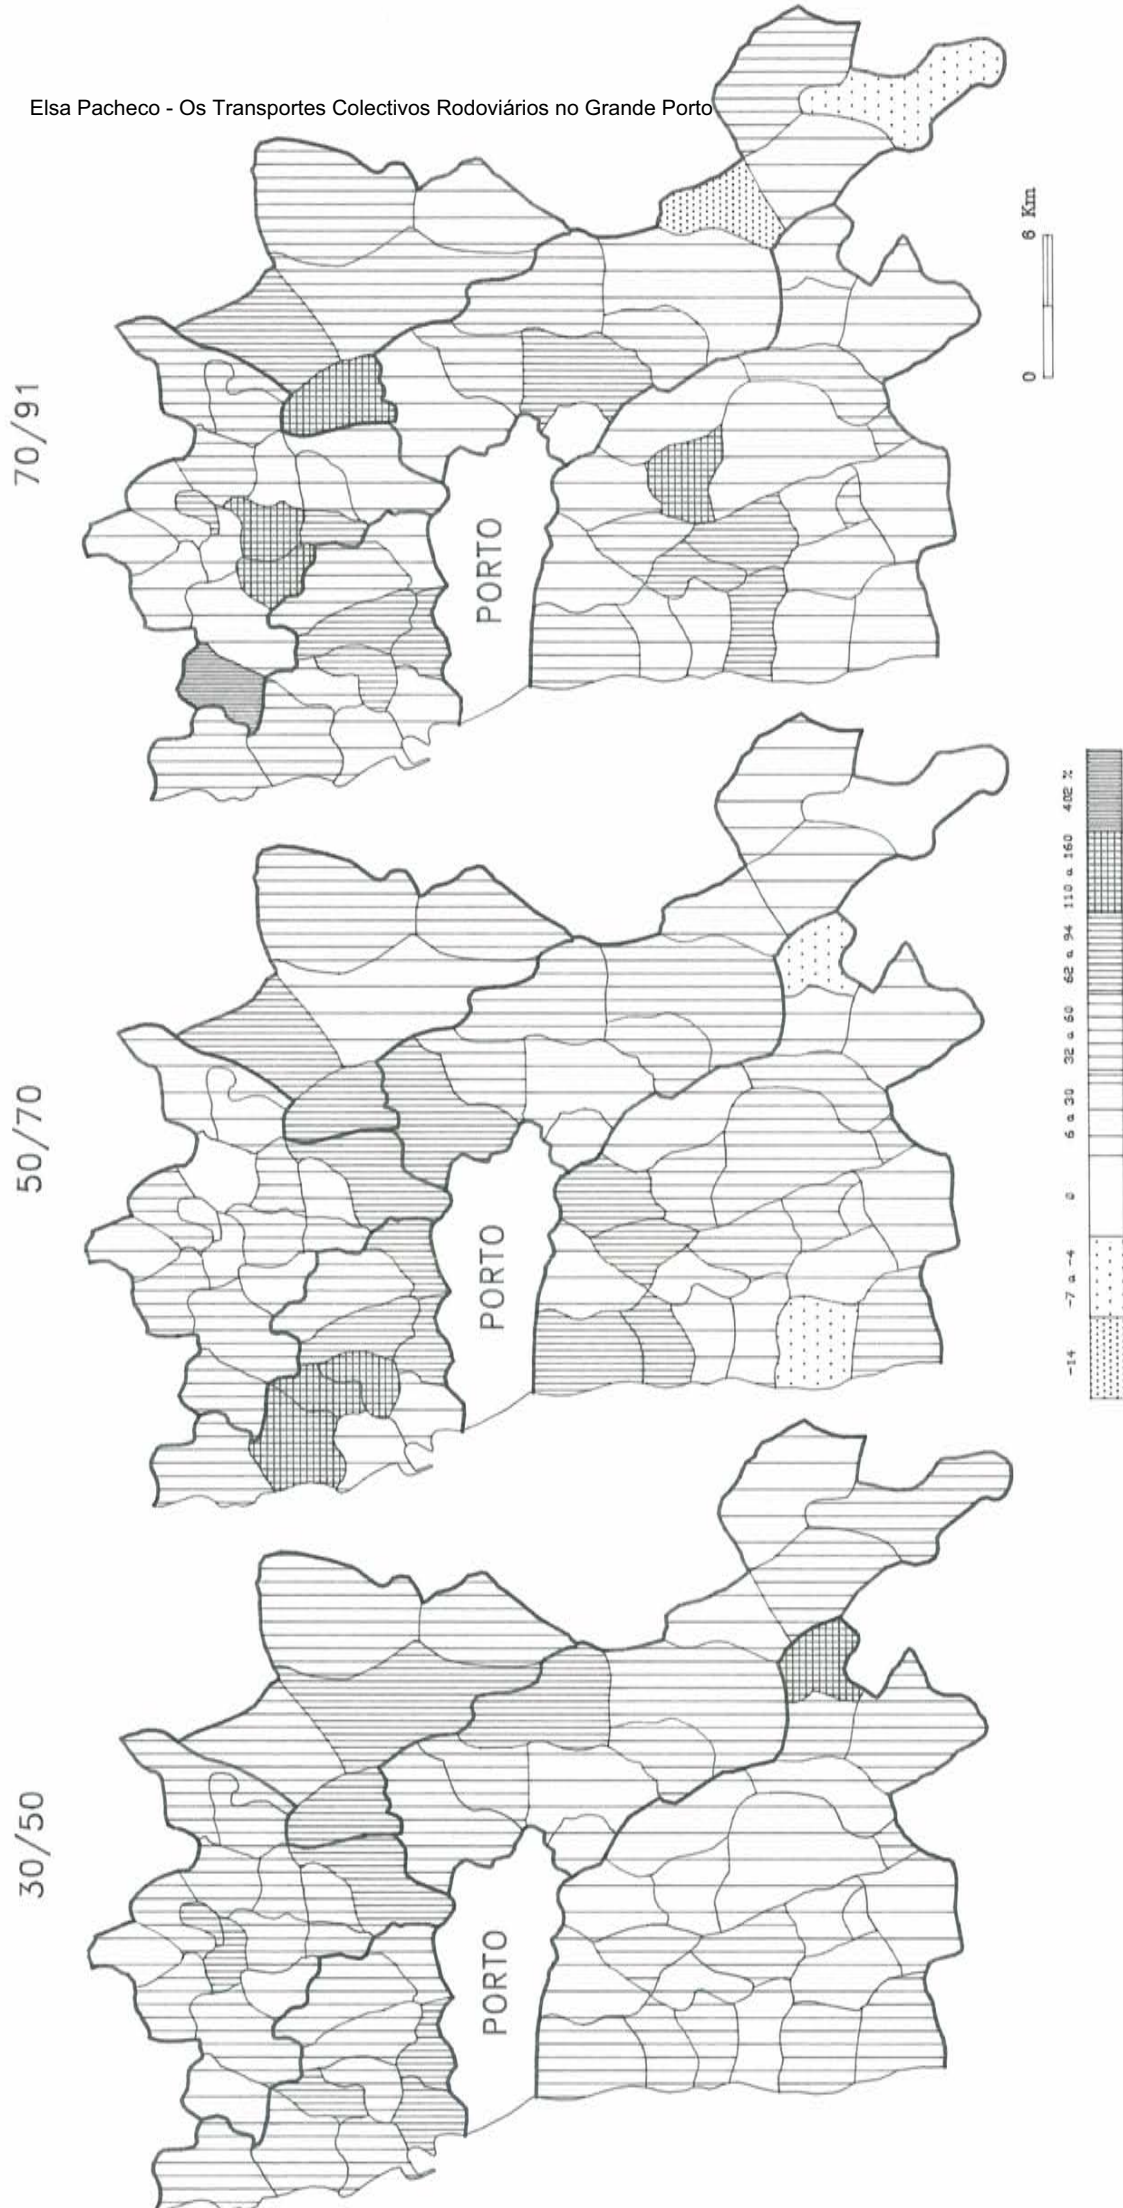 Elsa Pacheco - Os Transportes Colectivos Rodoviários no Grande Porto
30/50
50/70
70/91
PORTO
PORTO
PORTO
0 6 Km
-14
-7 a -4
0
6 a 30
32 a 60
62 a 94
110 a 160
402 %